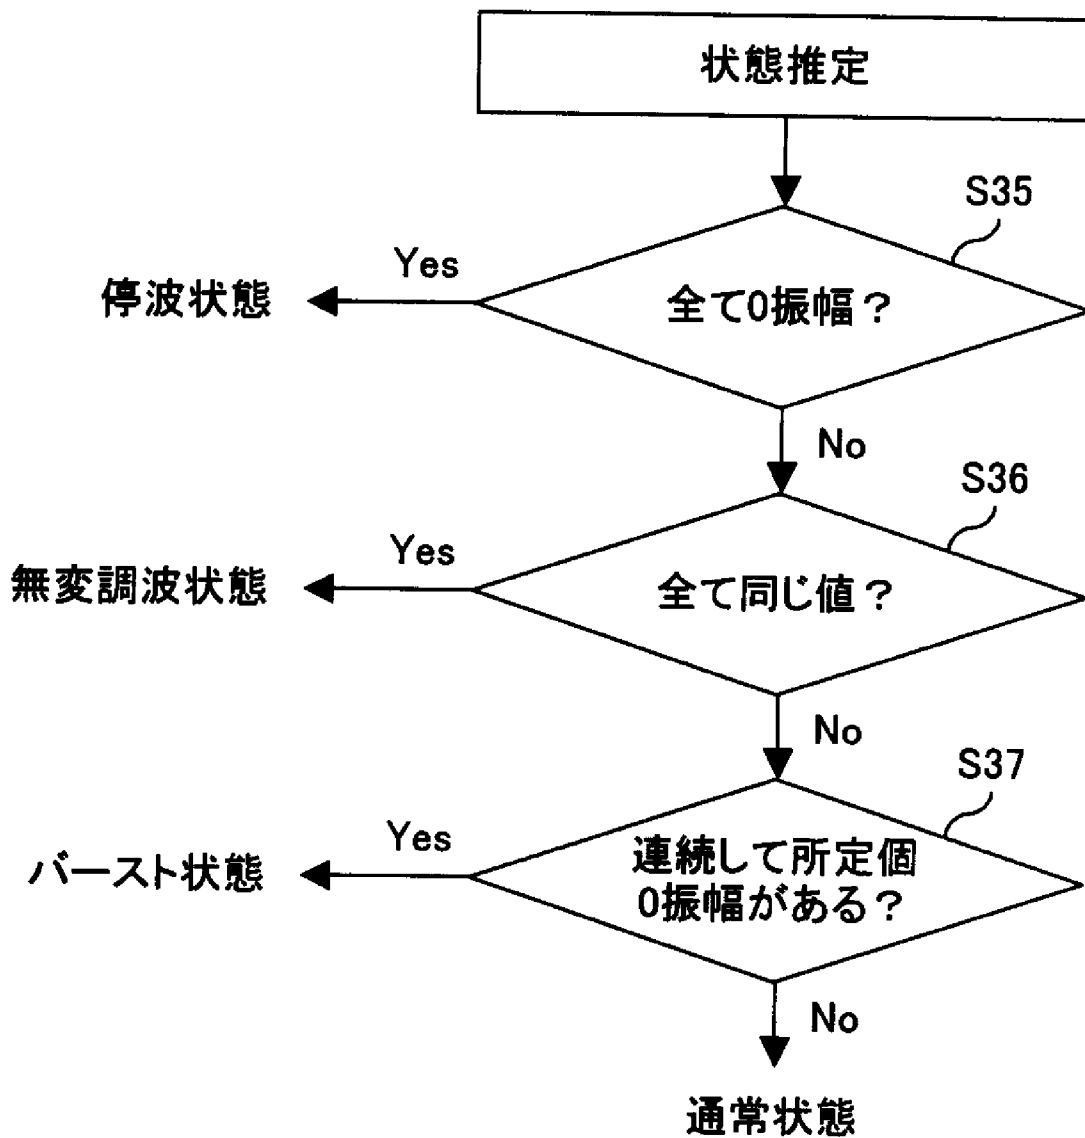 状態推定
S35
Yes
停波状態
全て0振幅？
No
S36
Yes
無変調波状態
全て同じ値？
No
S37
Yes
バースト状態
連続して所定個
0振幅がある？
No
通常状態